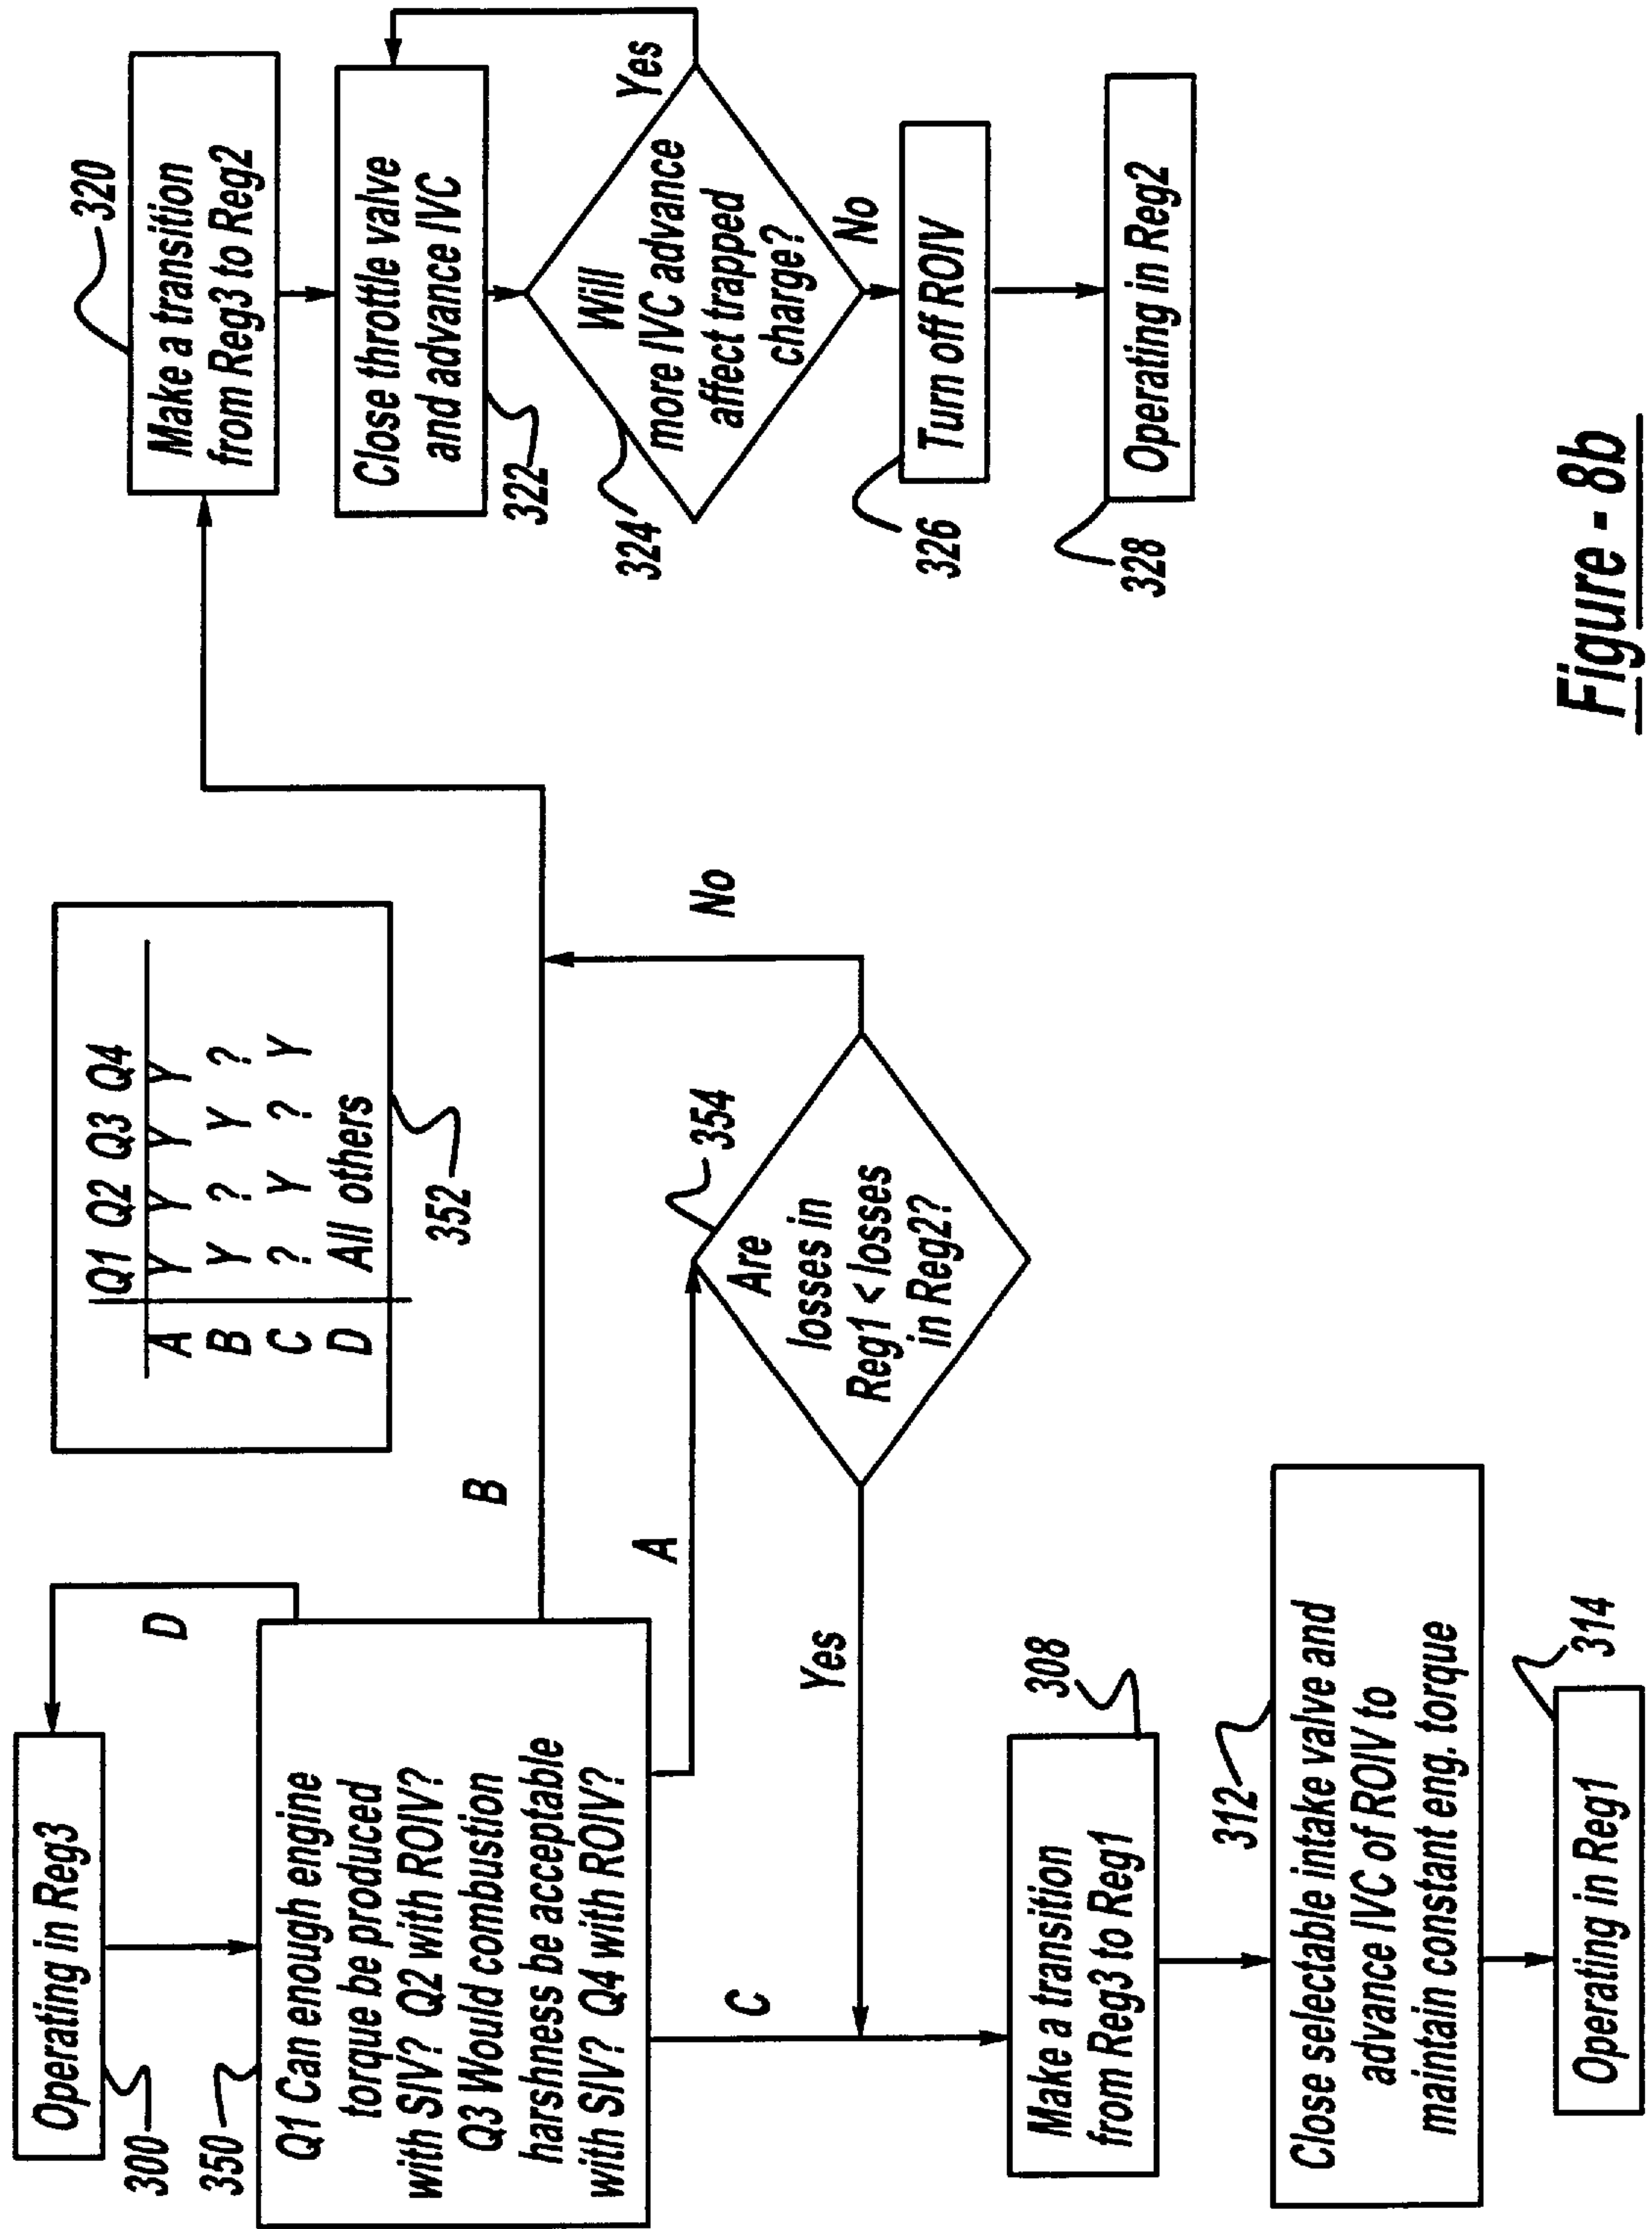 Operating in Reg3
300
D
350
Q1 Can enough engine
torque be produced
with SIV? Q2 with ROIV?
Q3 Would combustion
harshness be acceptable
with SIV? Q4 with ROIV?
Q1 Q2 Q3 Q4
A Y Y Y Y
B Y ? Y ?
C ? Y ? Y
D All others
352
B
A
C
354
Are
losses in
Reg1 < losses
in Reg2?
No
Yes
Make a transition
from Reg3 to Reg1
308
312
Close selectable intake valve and
advance IVC of ROIV to
maintain constant eng. torque
314
Operating in Reg1
320
Make a transition
from Reg3 to Reg2
Close throttle valve
and advance IVC
322
Yes
Will
more IVC advance
affect trapped
charge?
324
No
Turn off ROIV
326
Operating in Reg2
328
Figure - 8b